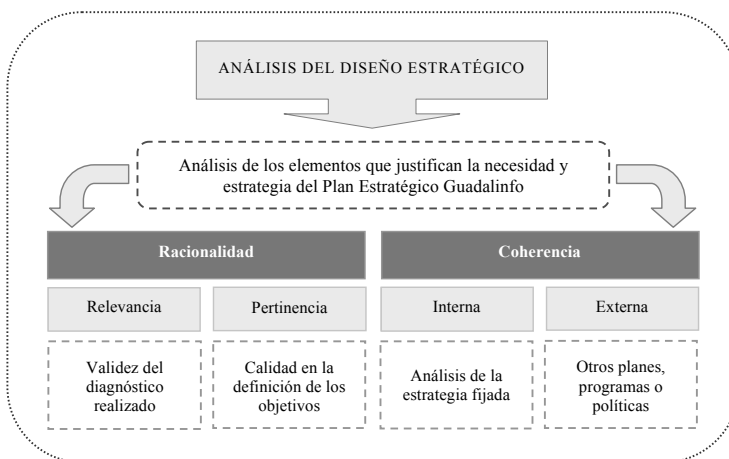 ANÁLISIS DEL DISEÑO ESTRATÉGICO
Análisis de los elementos que justifican la necesidad y
estrategia del Plan Estratégico Guadalinfo
Racionalidad
Coherencia
Relevancia
Pertinencia
Interna
Externa
Validez del
diagnóstico
realizado
Calidad en la
definición de los
objetivos
Análisis de la
estrategia fijada
Otros planes,
programas o
políticas